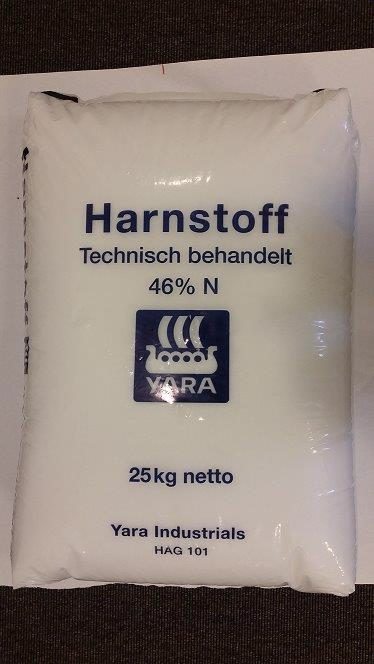 Harnstoff
Technisch behandelt
46% N
YARA
25kg netto
Yara Industrials
HAG 101